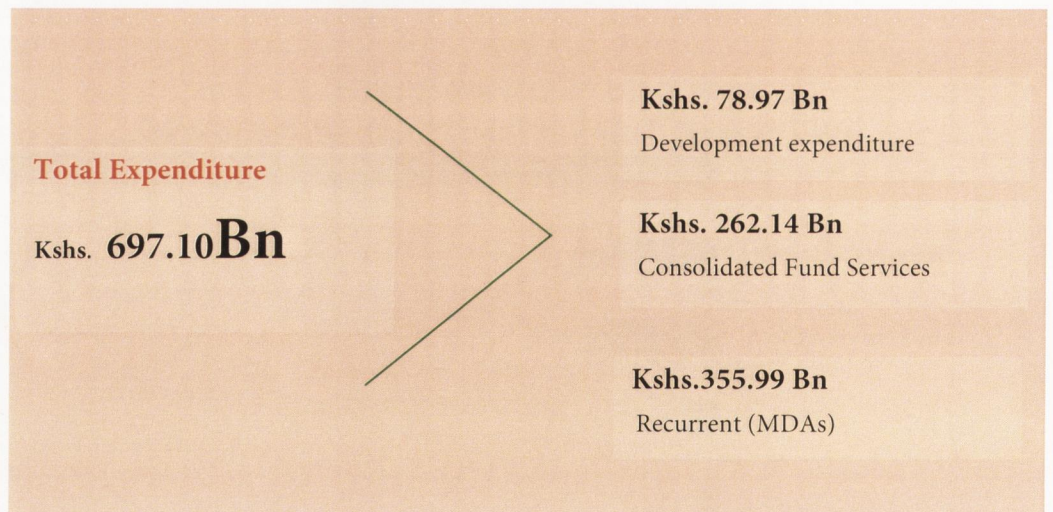 Total Expenditure
Kshs. 697.10Bn
Kshs. 78.97 Bn
Development expenditure
Kshs. 262.14 Bn
Consolidated Fund Services
Kshs.355.99 Bn
Recurrent (MDAs)